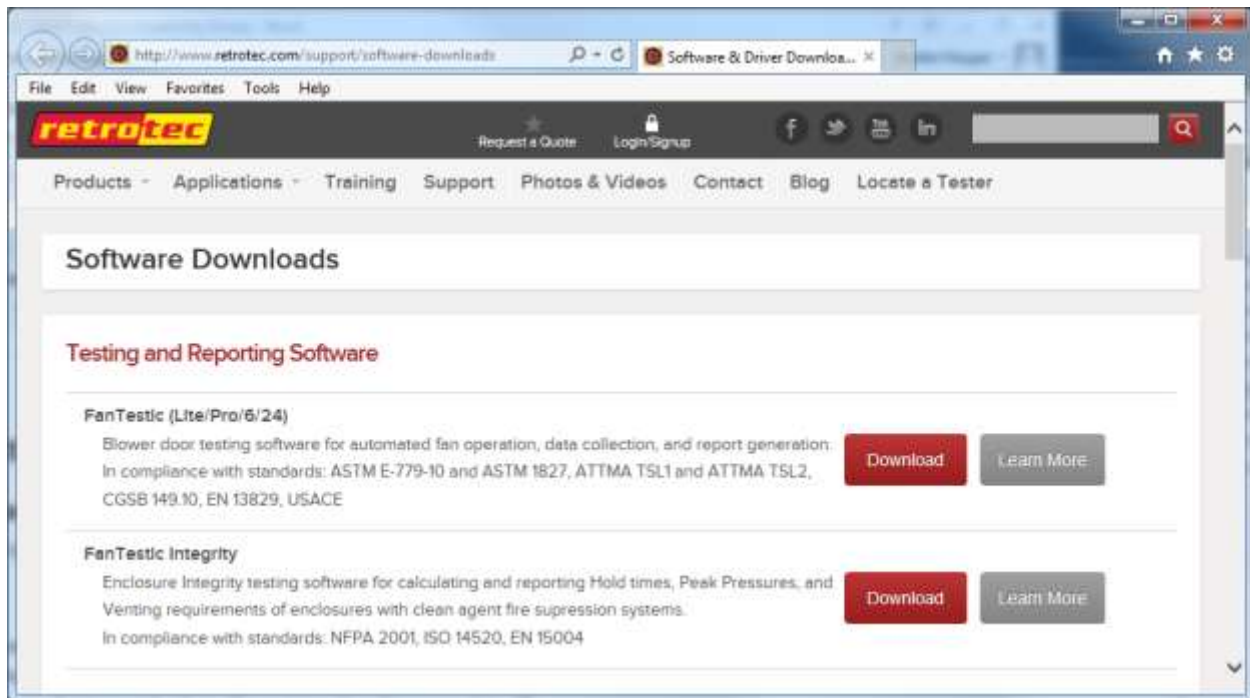 http://www.retrotec.com/support/software-downloads
Software & Driver Downloa...
File Edit View Favorites Tools Help
retrotec
Request a Quote Login/Signup
f You Tube in
Products Applications Training Support Photos & Videos Contact Blog Locate a Tester
Software Downloads
Testing and Reporting Software
FanTestic (Lite/Pro/6/24)
Blower door testing software for automated fan operation, data collection, and report generation
In compliance with standards: ASTM E-779-10 and ASTM 1827, ATTMA TSL1 and ATTMA TSL2,
CGSB 149.10, EN 13829, USACE
Download Learn More
FanTestic Integrity
Enclosure Integrity testing software for calculating and reporting Hold times, Peak Pressures, and
Venting requirements of enclosures with clean agent fire supression systems.
In compliance with standards: NFPA 2001, ISO 14520, EN 15004
Download Learn More